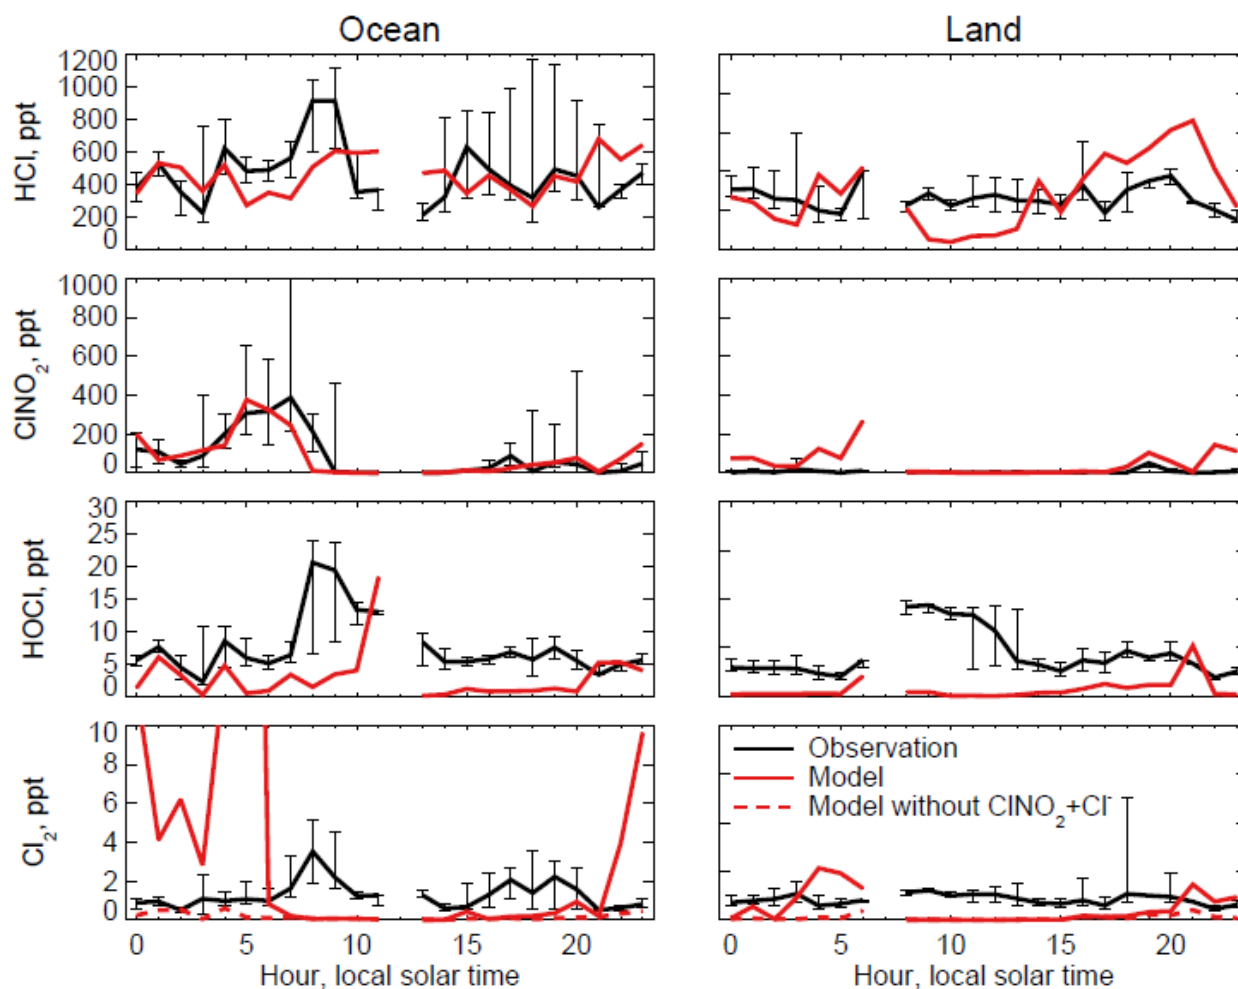 Ocean
Land
HCl, ppt
1200
1000
800
600
400
200
0
ClNO2, ppt
1000
800
600
400
200
0
HOCl, ppt
30
25
20
15
10
5
0
Cl2, ppt
10
8
6
4
2
0
Observation
Model
Model without ClNO2+Cl-
0 5 10 15 20
0 5 10 15 20
Hour, local solar time
Hour, local solar time